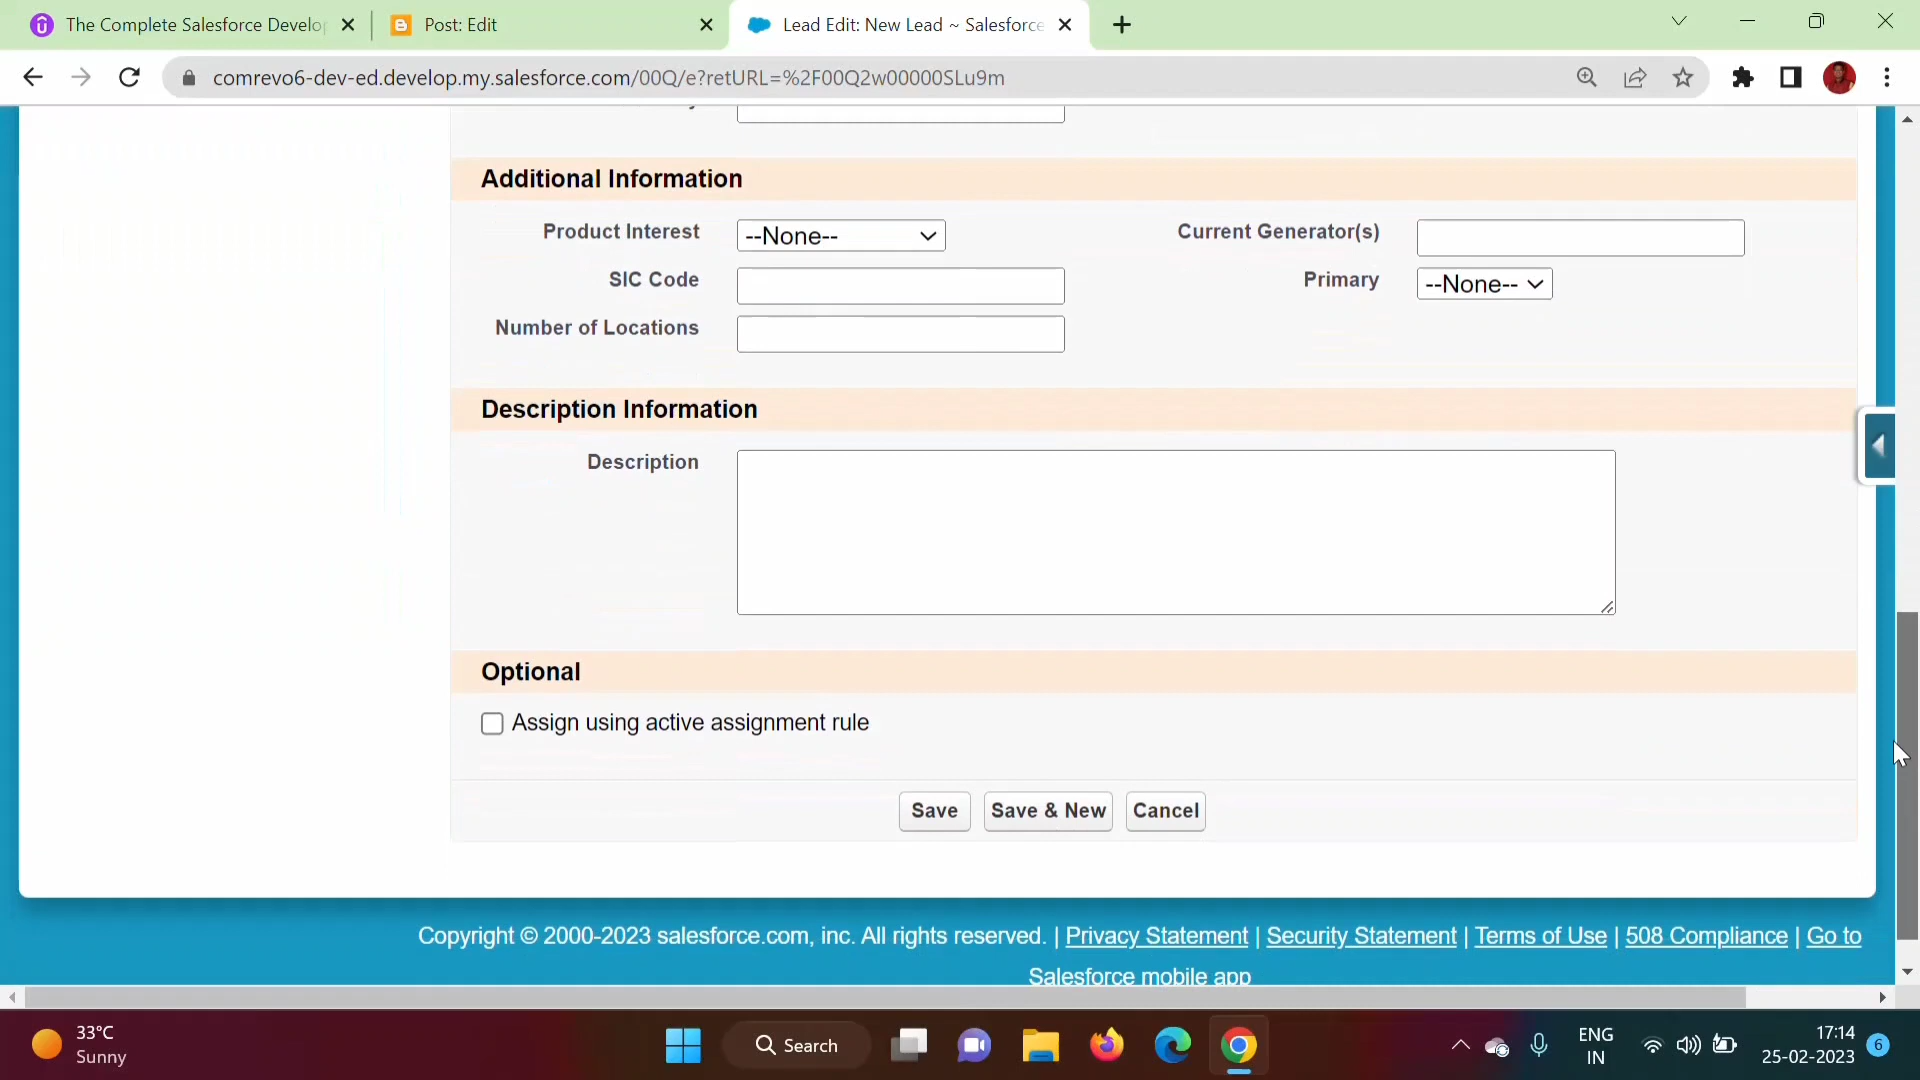 The Complete Salesforce Develo
Post: Edit
Lead Edit: New Lead ~ Salesforce
comrevo6-dev-ed.develop.my.salesforce.com/00Q/e?retURL=%2F00Q2w00000SLu9m
Additional Information
Product Interest --None-- Current Generator(s)
SIC Code Primary --None--
Number of Locations
Description Information
Description
Optional
Assign using active assignment rule
Save Save & New Cancel
Copyright © 2000-2023 salesforce.com, inc. All rights reserved. | Privacy Statement | Security Statement | Terms of Use | 508 Compliance | Go to
Salesforce mobile app
33°C
Sunny
Search
ENG
IN
17:14
25-02-2023
6